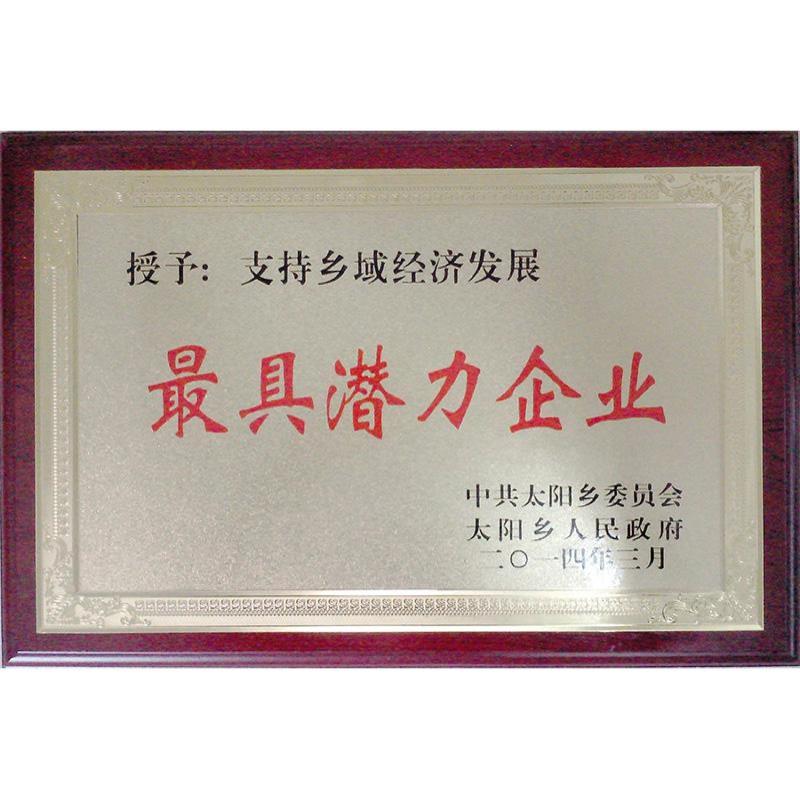 授予：支持乡域经济发展
最具潜力企业
中共太阳乡委员会
太阳乡人民政府
二〇一四年三月